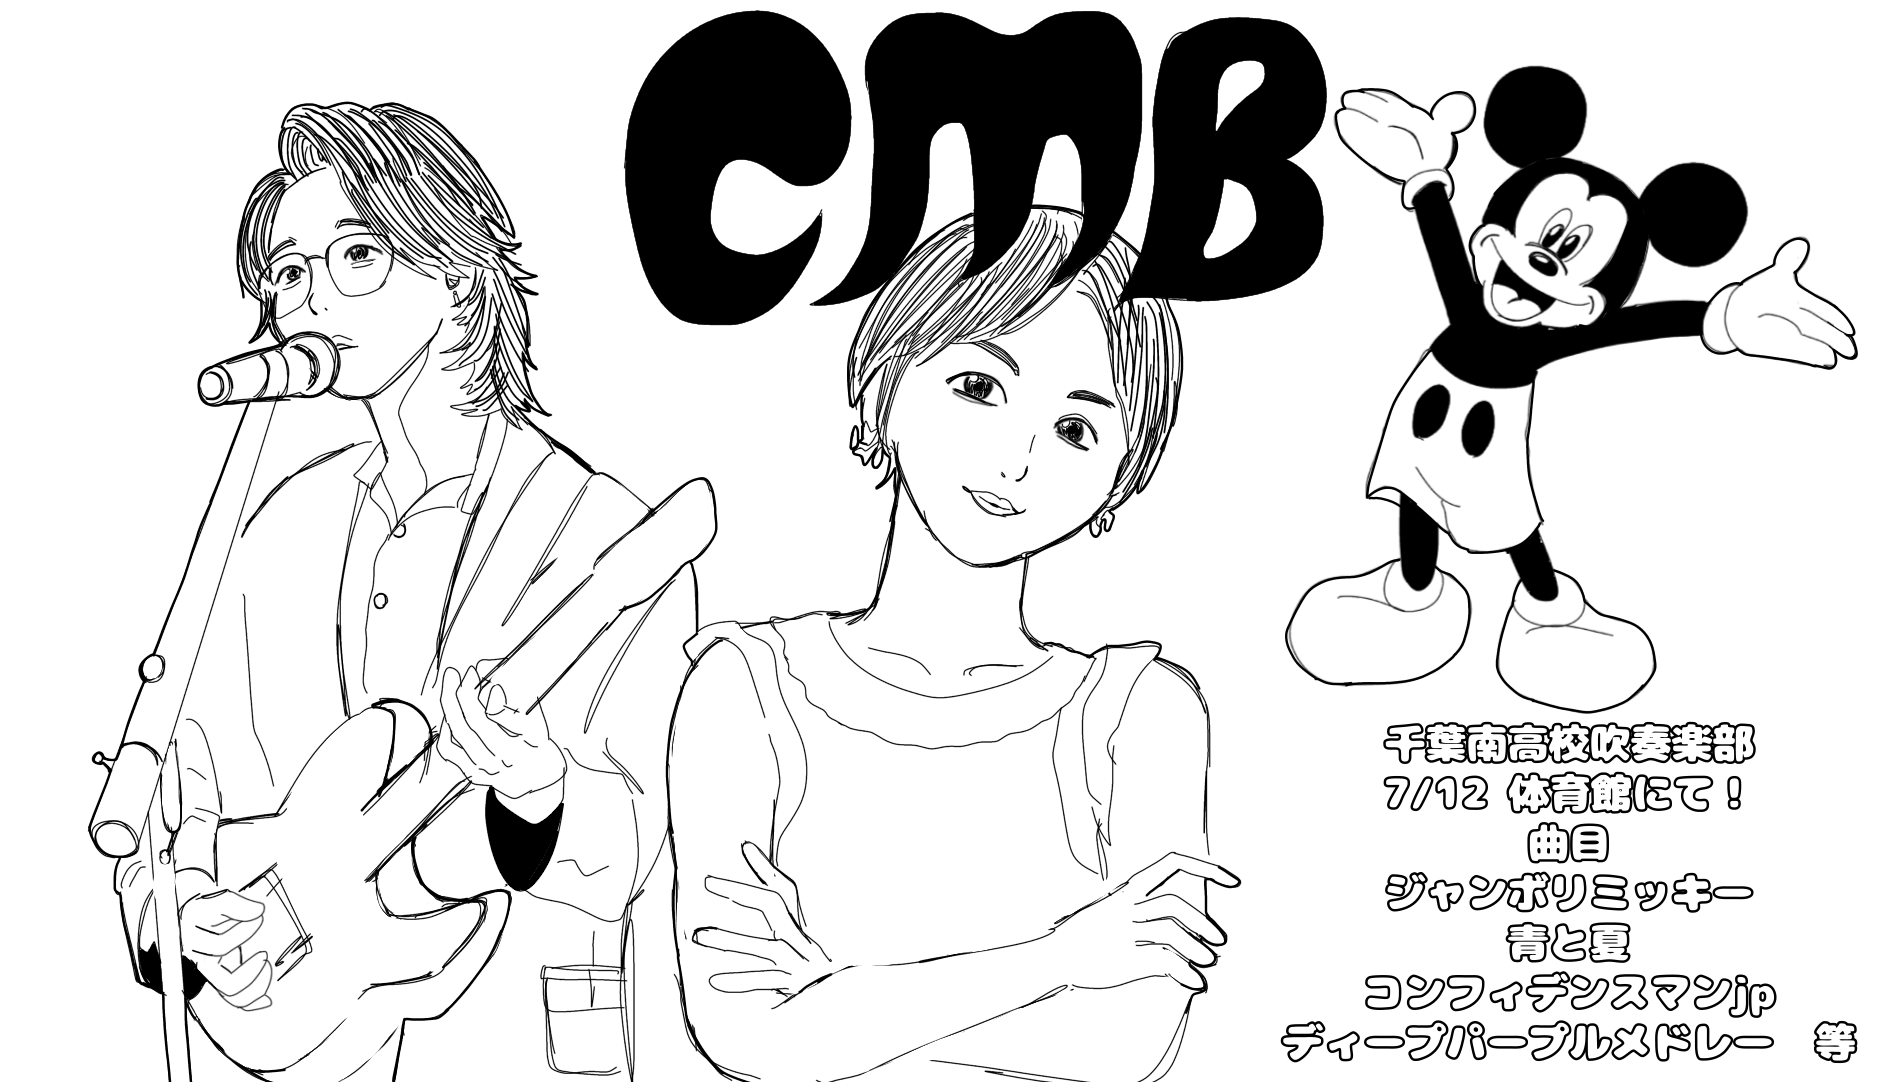 CMB
千葉南高校吹奏楽部
7/12 体育館にて！
曲目
ジャンボリミッキー
青と夏
コンフィデンスマンjp
ディープパープルメドレー　等